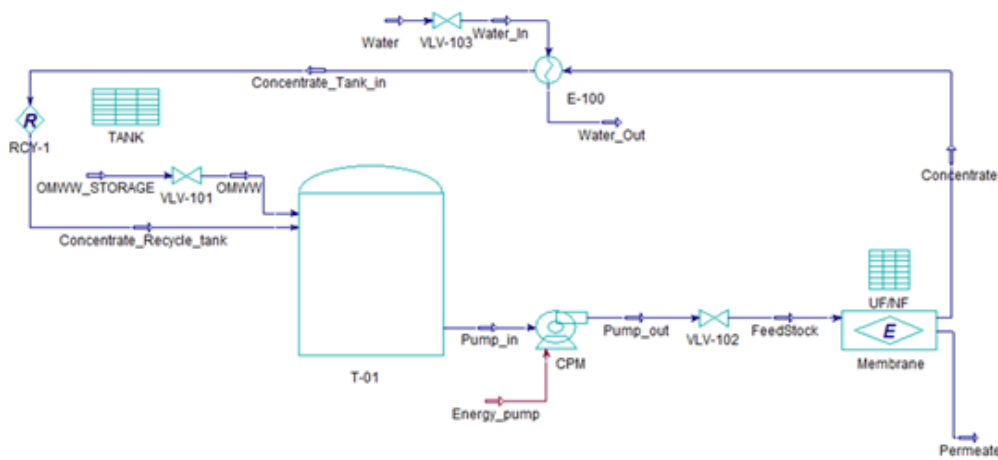 Water
VLV-103
Water_In
Concentrate_Tank_in
E-100
R
RCY-1
TANK
Water_Out
OMWW_STORAGE
VLV-101
OMWW
Concentrate
Concentrate_Recycle_tank
UF/NF
Pump_in
CPM
Pump_out
VLV-102
FeedStock
E
Membrane
T-01
Energy_pump
Permeate